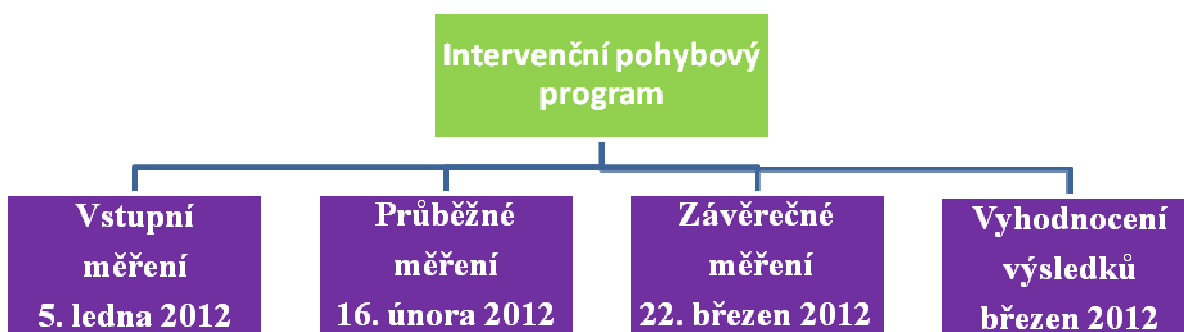 Intervenční pohybový
program
Vstupní
měření
5. ledna 2012
Průběžné
měření
16. února 2012
Závěrečné
měření
22. březen 2012
Vyhodnocení
výsledků
březen 2012